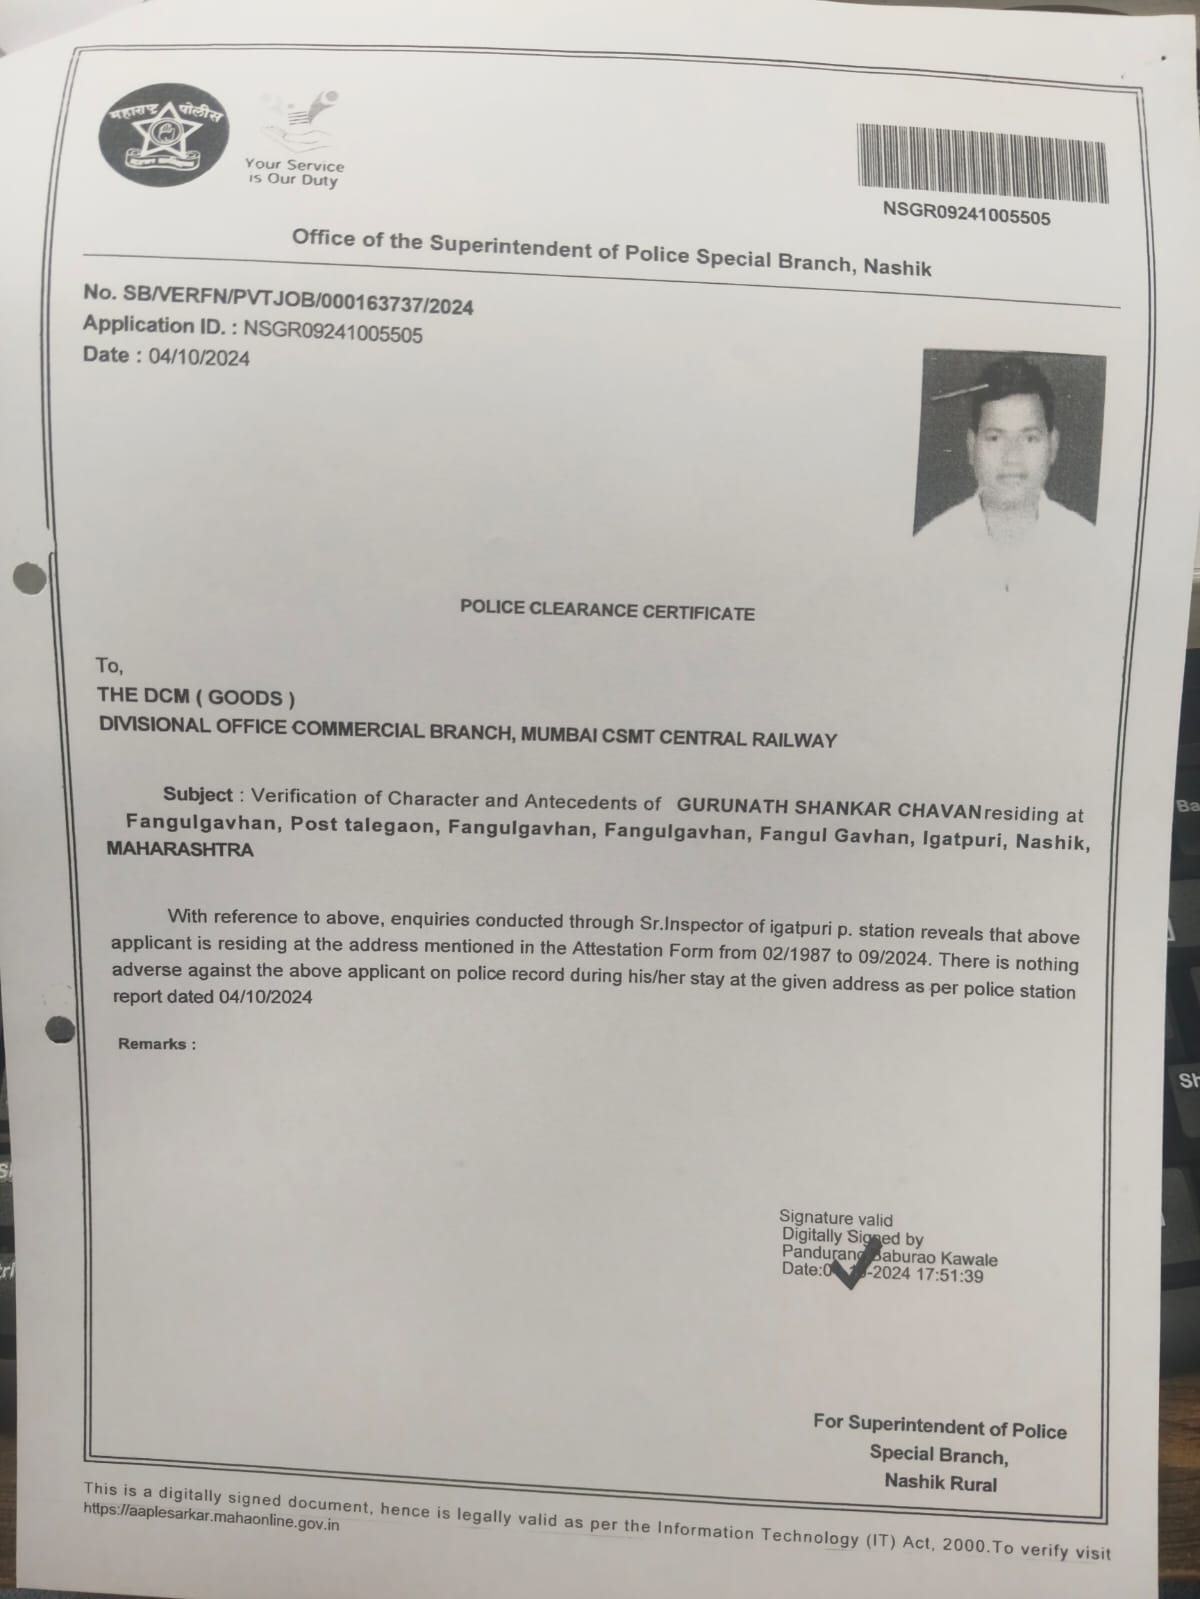 महाराष्ट्र पोलीस
Your Service
is Our Duty
NSGR09241005505
Office of the Superintendent of Police Special Branch, Nashik
No. SB/VERFN/PVTJOB/000163737/2024
Application ID. : NSGR09241005505
Date : 04/10/2024
POLICE CLEARANCE CERTIFICATE
To,
THE DCM ( GOODS )
DIVISIONAL OFFICE COMMERCIAL BRANCH, MUMBAI CSMT CENTRAL RAILWAY
Subject : Verification of Character and Antecedents of GURUNATH SHANKAR CHAVAN residing at
Fangulgavhan, Post talegaon, Fangulgavhan, Fangulgavhan, Fangul Gavhan, Igatpuri, Nashik,
MAHARASHTRA
With reference to above, enquiries conducted through Sr.Inspector of igatpuri p. station reveals that above
applicant is residing at the address mentioned in the Attestation Form from 02/1987 to 09/2024. There is nothing
adverse against the above applicant on police record during his/her stay at the given address as per police station
report dated 04/10/2024
Remarks :
Signature valid
Digitally Signed by
Pandurang Baburao Kawale
Date:0 -2024 17:51:39
For Superintendent of Police
Special Branch,
Nashik Rural
This is a digitally signed document, hence is legally valid as per the Information Technology (IT) Act, 2000.To verify visit
https://aaplesarkar.mahaonline.gov.in
Ba
Sh